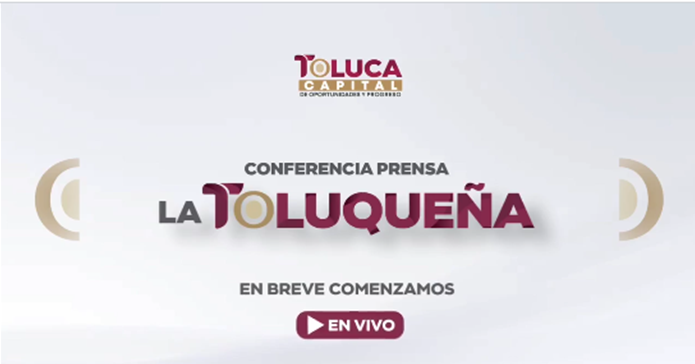 TOLUCA
CAPITAL
DE OPORTUNIDADES Y PROGRESO
CONFERENCIA PRENSA
LA TOLUQUEÑA
EN BREVE COMENZAMOS
EN VIVO